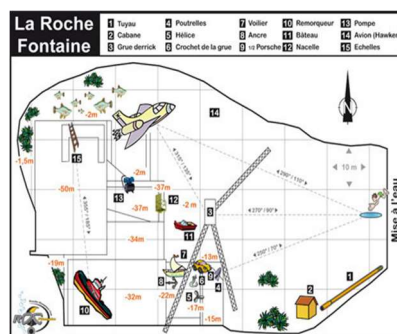 La Roche
Fontaine
1 Tuyau
2 Cabane
3 Grue derrick
4 Poutrelles
5 Hélice
6 Crochet de la grue
7 Voilier
8 Ancre
9 1/2 Porsche
10 Remorqueur
11 Bâteau
12 Nacelle
13 Pompe
14 Avion (Hawker
15 Echelles
-2m
14
N
-1,5m
15
-50m
-2m
13
-37m
12
-37m
-2 m
10 m
3
270° / 90°
11
-34m
Mise à l'eau
-19m
7
-13m
9
4
8
6
10
-32m
-22m
5
-17m
-15m
2
1